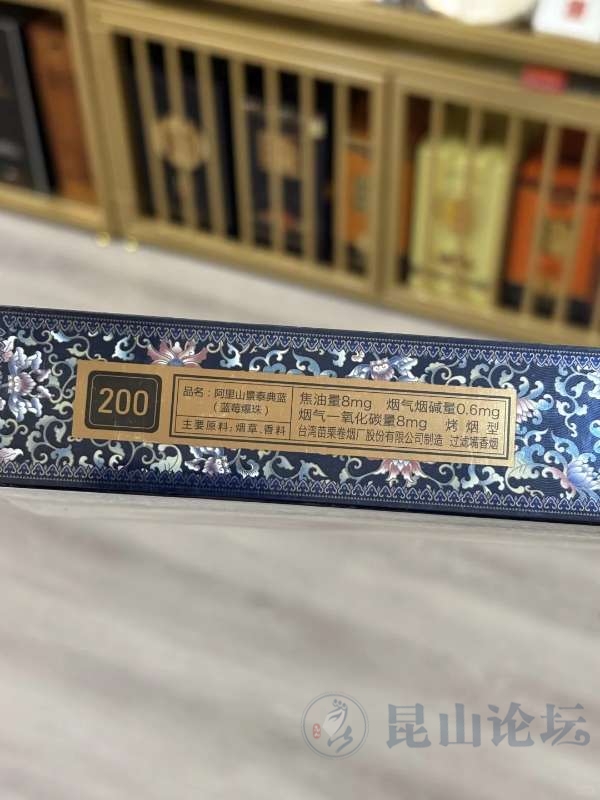 200
品名：阿里山景泰典蓝
（蓝莓爆珠）
主要原料：烟草、香料
焦油量8mg 烟气烟碱量0.6mg
烟气一氧化碳量8mg 烤烟型
台湾苗栗卷烟厂股份有限公司制造 过滤嘴香烟
昆山论坛